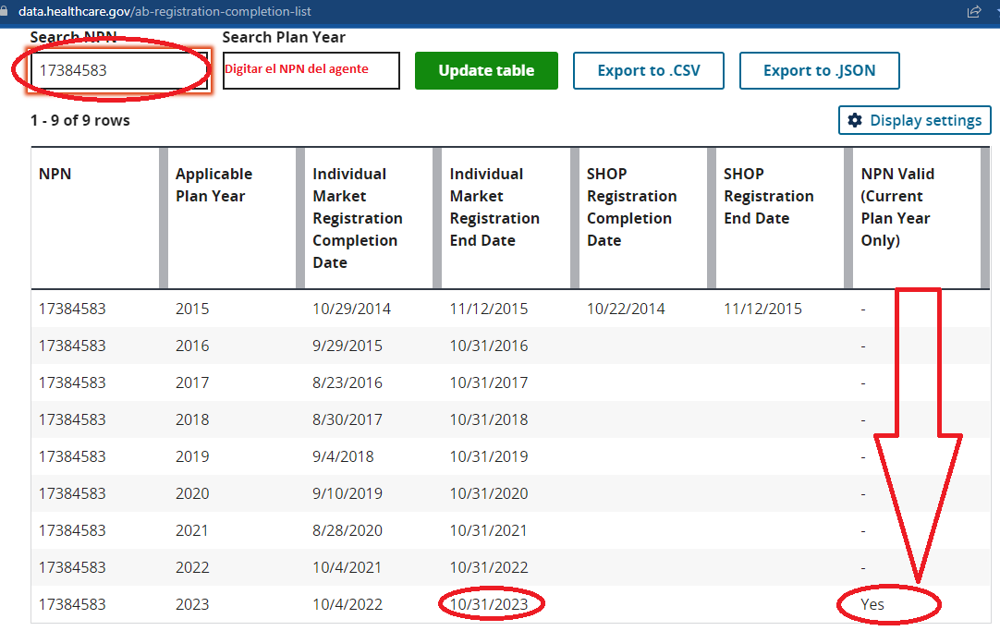 data.healthcare.gov/ab-registration-completion-list
Search NPN Search Plan Year
17384583 Digitar el NPN del agente Update table Export to .CSV Export to .JSON
1 - 9 of 9 rows Display settings
NPN Applicable Plan Year Individual Market Registration Completion Date Individual Market Registration End Date SHOP Registration Completion Date SHOP Registration End Date NPN Valid (Current Plan Year Only)
17384583 2015 10/29/2014 11/12/2015 10/22/2014 11/12/2015 -
17384583 2016 9/29/2015 10/31/2016 -
17384583 2017 8/23/2016 10/31/2017 -
17384583 2018 8/30/2017 10/31/2018 -
17384583 2019 9/4/2018 10/31/2019 -
17384583 2020 9/10/2019 10/31/2020 -
17384583 2021 8/28/2020 10/31/2021 -
17384583 2022 10/4/2021 10/31/2022 -
17384583 2023 10/4/2022 10/31/2023 Yes